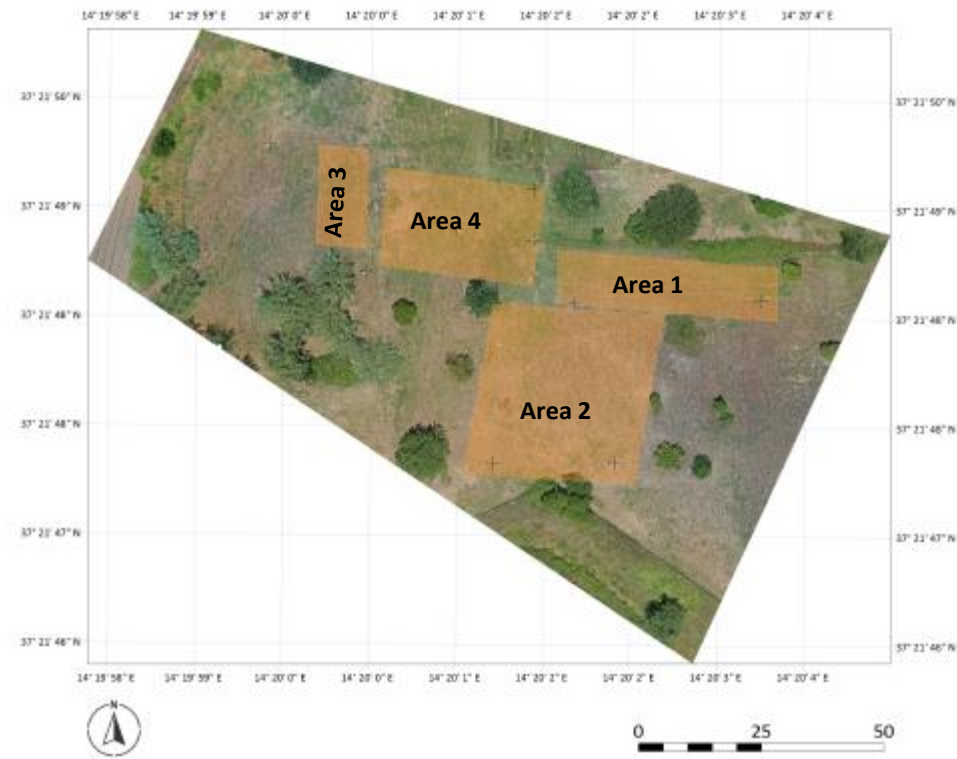 14° 19' 58" E 14° 19' 59" E 14° 20' 0" E 14° 20' 0" E 14° 20' 1" E 14° 20' 2" E 14° 20' 2" E 14° 20' 3" E 14° 20' 4" E
37° 21' 50" N 37° 21' 50" N
37° 21' 49" N 37° 21' 49" N
Area 3
Area 4
Area 1
37° 21' 48" N 37° 21' 48" N
Area 2
37° 21' 48" N 37° 21' 48" N
37° 21' 47" N 37° 21' 47" N
37° 21' 46" N 37° 21' 46" N
14° 19' 58" E 14° 19' 59" E 14° 20' 0" E 14° 20' 0" E 14° 20' 1" E 14° 20' 2" E 14° 20' 2" E 14° 20' 3" E 14° 20' 4" E
N
0 25 50